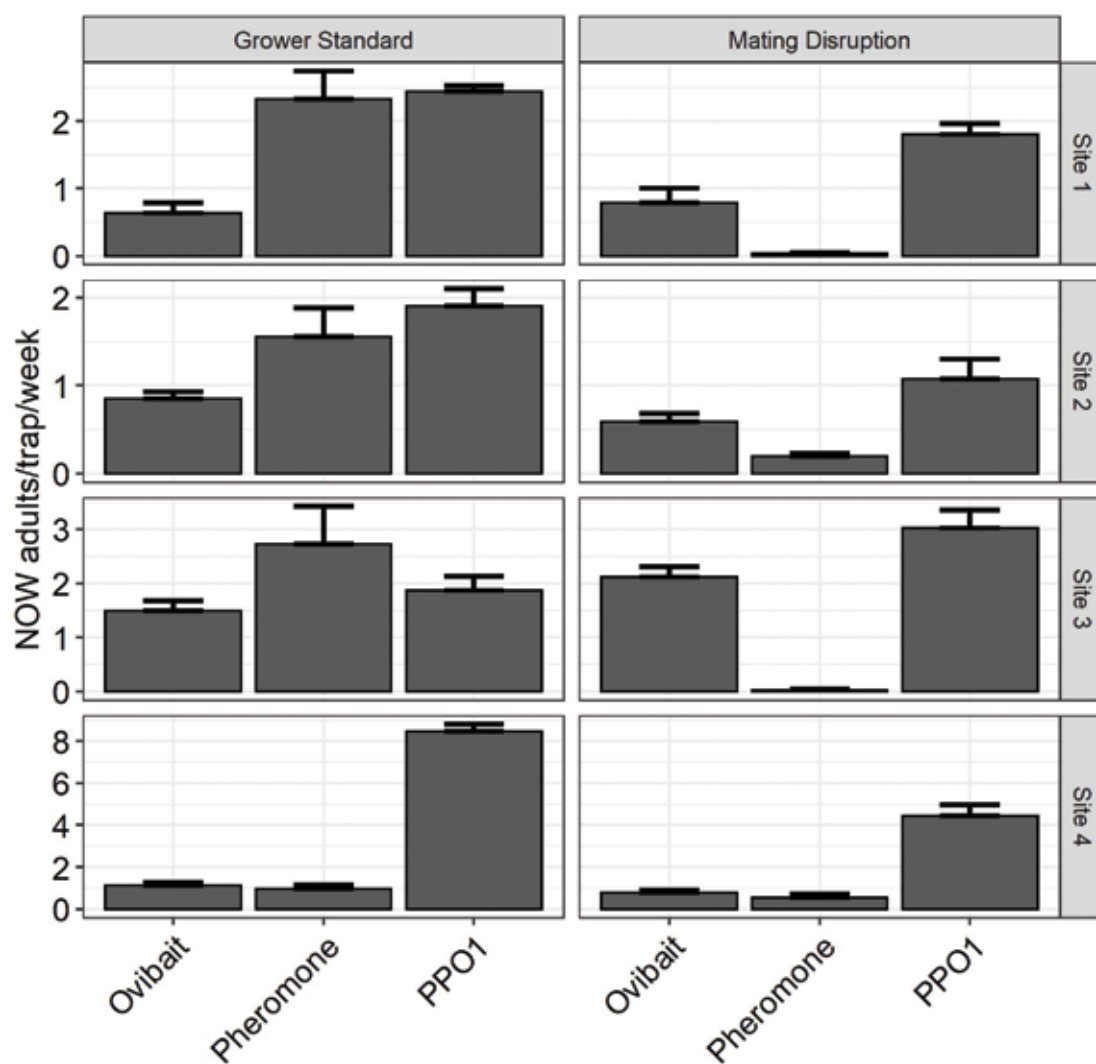 Grower Standard
Mating Disruption
NOW adults/trap/week
2
1
0
Site 1
2
1
0
Site 2
3
2
1
0
Site 3
8
6
4
2
0
Site 4
Ovibait
Pheromone
PPO1
Ovibait
Pheromone
PPO1